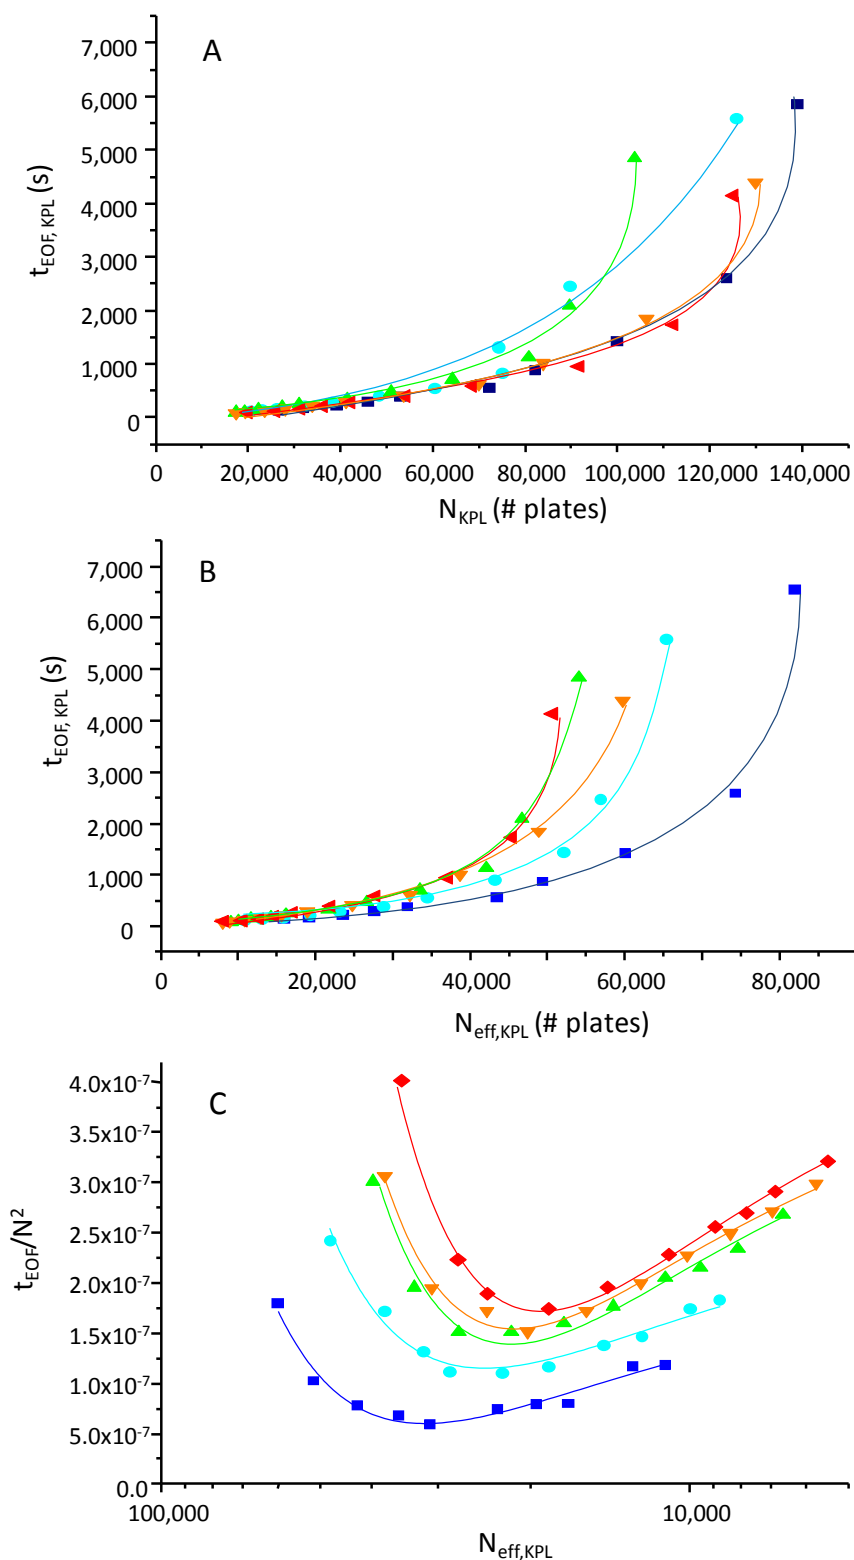 A
7,000
6,000
5,000
4,000
3,000
2,000
1,000
0
t_EOF, KPL (s)
0 20,000 40,000 60,000 80,000 100,000 120,000 140,000
N_KPL (# plates)
B
7,000
6,000
5,000
4,000
3,000
2,000
1,000
0
t_EOF, KPL (s)
0 20,000 40,000 60,000 80,000
N_eff,KPL (# plates)
C
4.0x10^-7
3.5x10^-7
3.0x10^-7
2.5x10^-7
2.0x10^-7
1.5x10^-7
1.0x10^-7
5.0x10^-7
0.0
t_EOF/N^2
100,000 10,000
N_eff,KPL